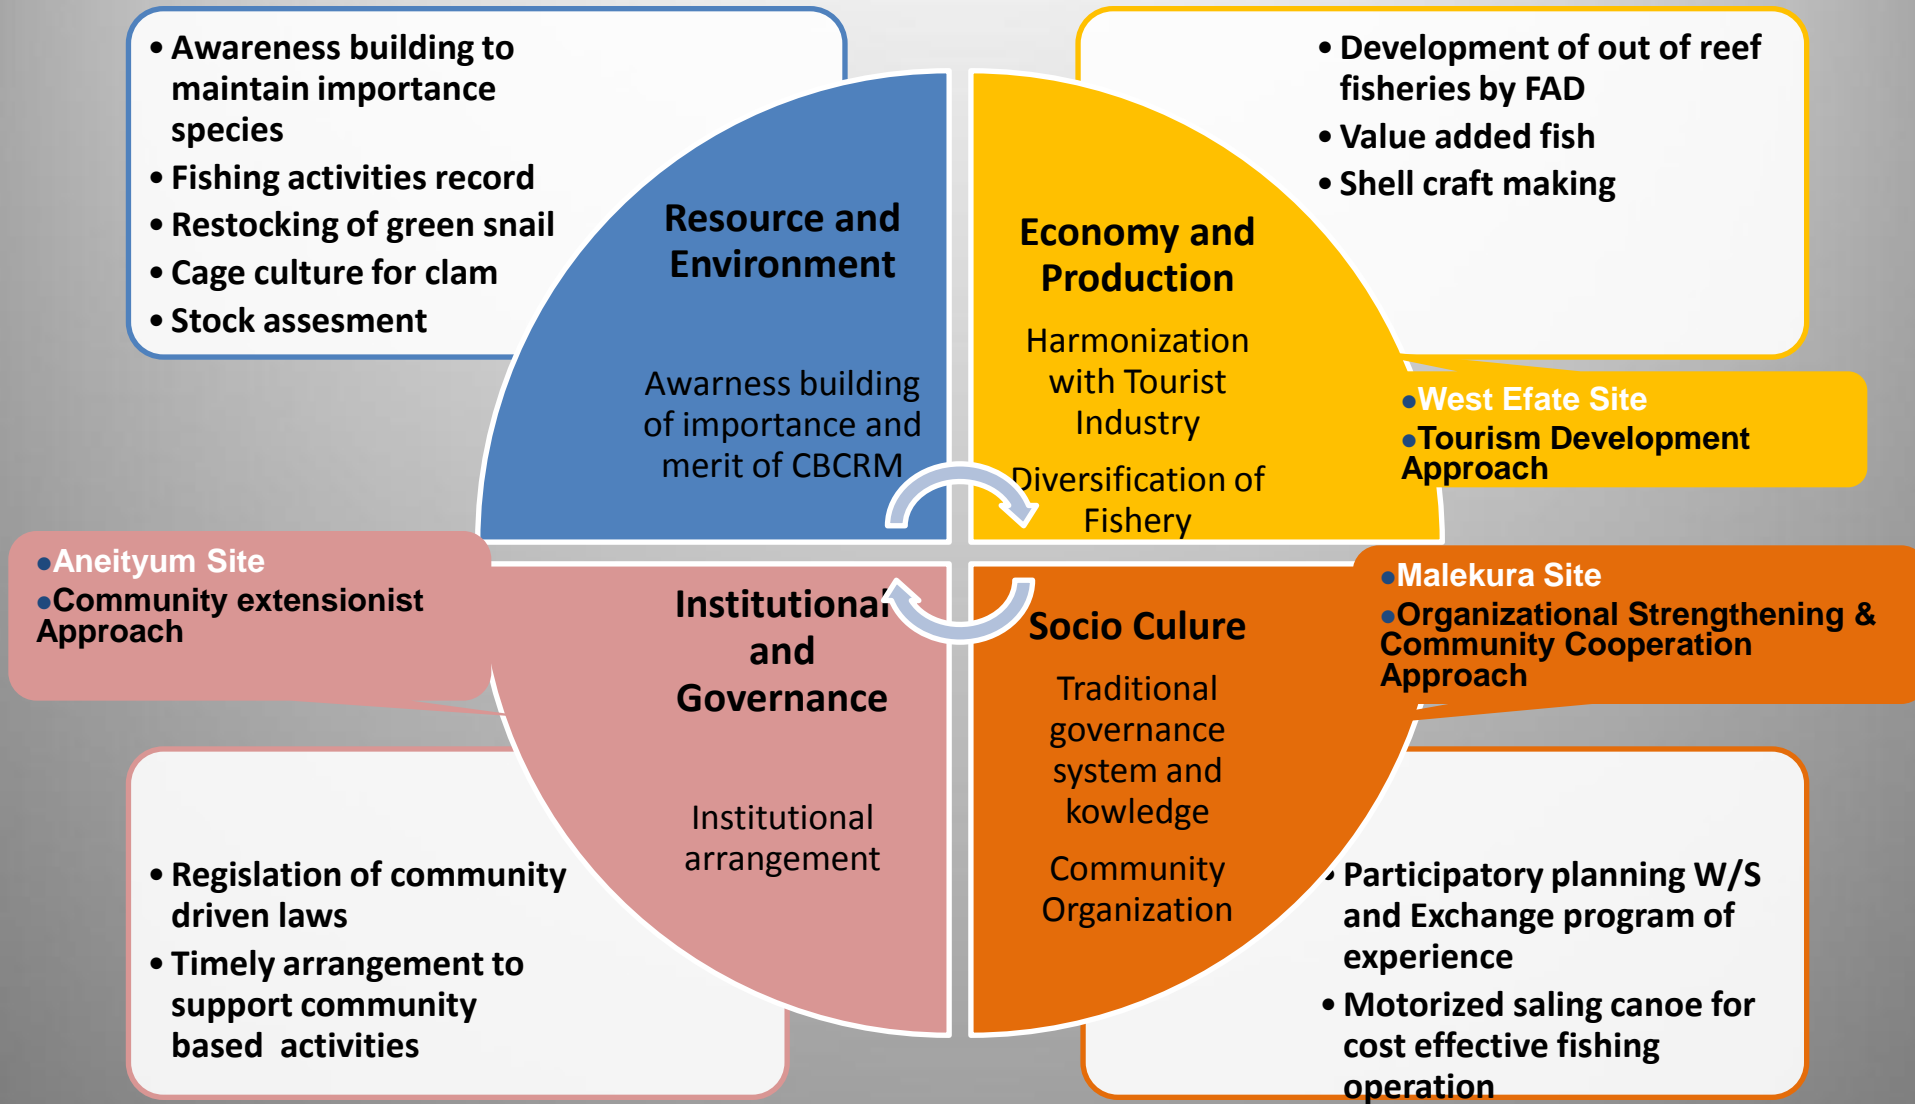 • Awareness building to
maintain importance
species
• Fishing activities record
• Restocking of green snail
• Cage culture for clam
• Stock assesment
Resource and
Environment
Awarness building
of importance and
merit of CBCRM
• Development of out of reef
fisheries by FAD
• Value added fish
• Shell craft making
Economy and
Production
Harmonization
with Tourist
Industry
Diversification of
Fishery
●West Efate Site
●Tourism Development
Approach
●Aneityum Site
●Community extensionist
Approach
Institutional
and
Governance
Institutional
arrangement
• Regislation of community
driven laws
• Timely arrangement to
support community
based activities
Socio Culure
Traditional
governance
system and
kowledge
Community
Organization
●Malekura Site
●Organizational Strengthening &
Community Cooperation
Approach
• Participatory planning W/S
and Exchange program of
experience
• Motorized saling canoe for
cost effective fishing
operation